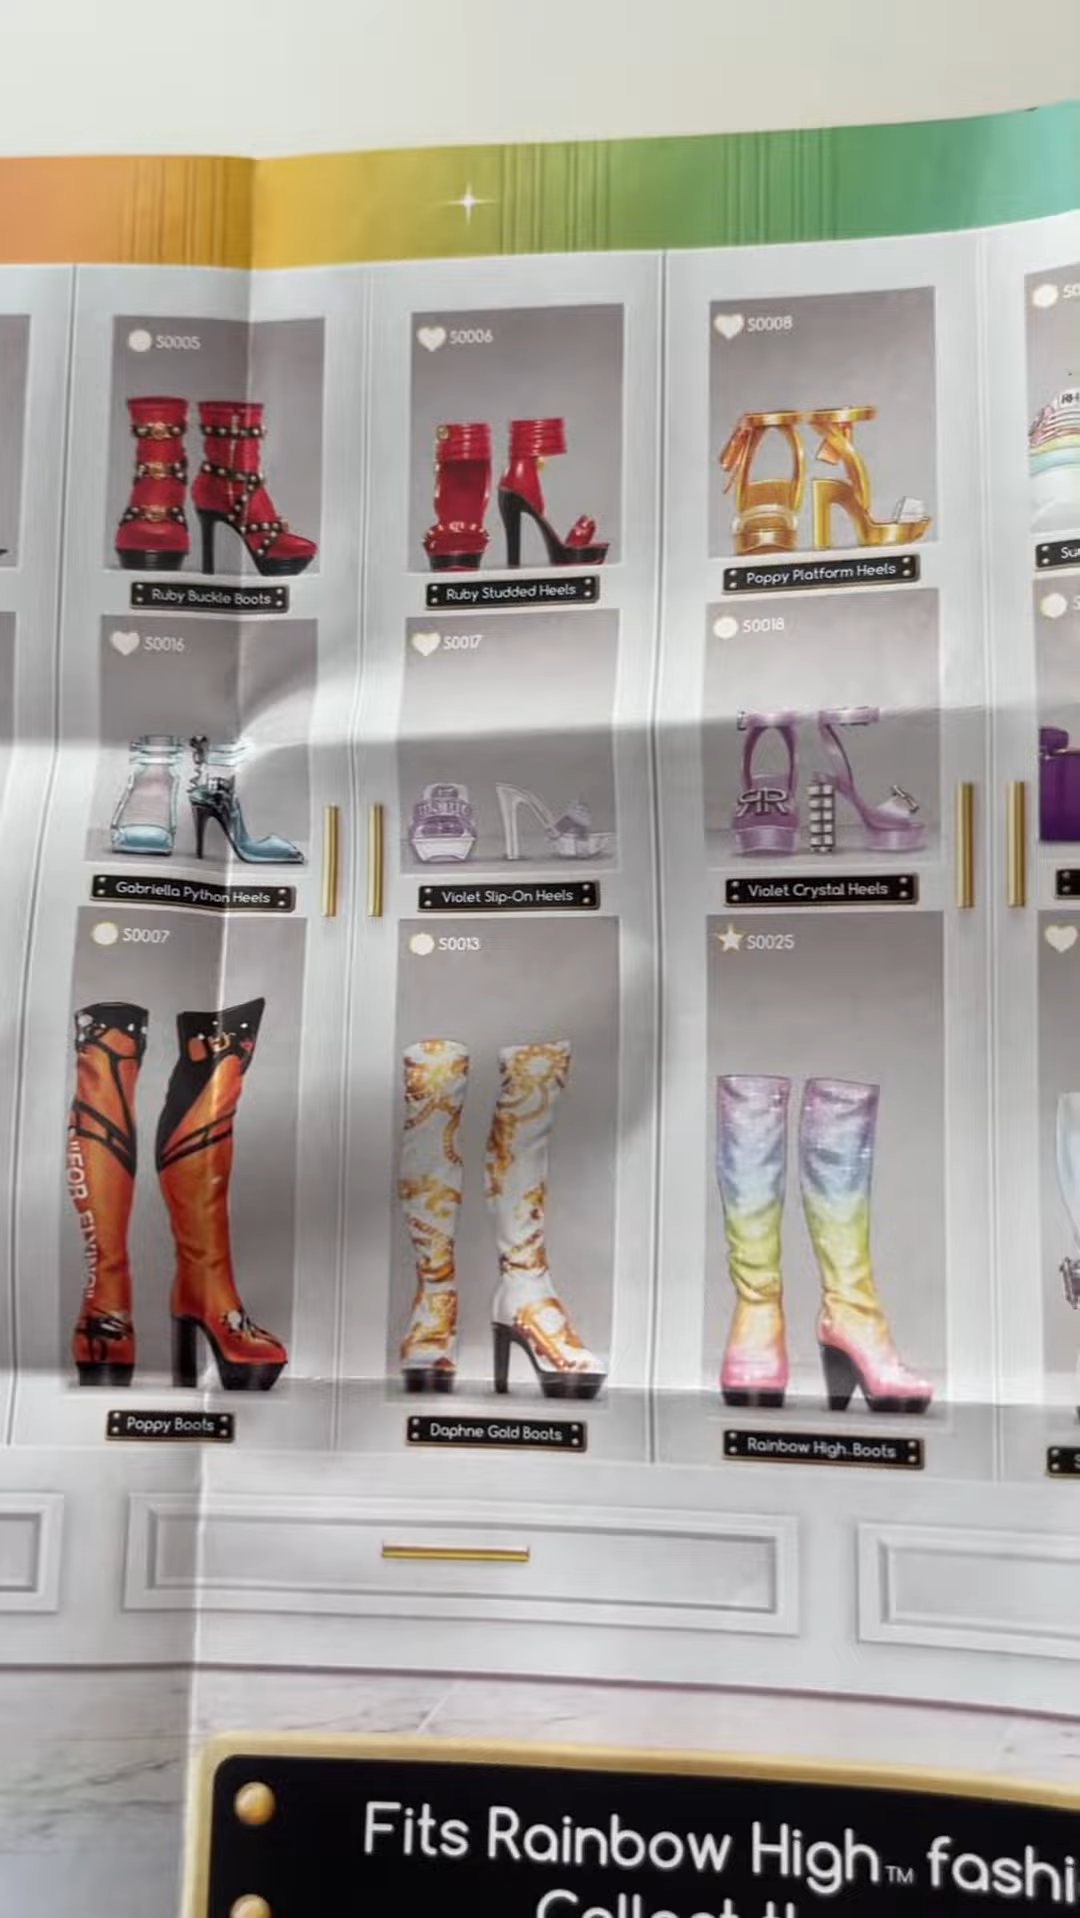 S0005
S0006
S0008
RH
Ruby Buckle Boots
Ruby Studded Heels
Poppy Platform Heels
S0016
S0017
S0018
Gabriella Python Heels
Violet Slip-On Heels
Violet Crystal Heels
S0007
S0013
S0025
Poppy Boots
Daphne Gold Boots
Rainbow High Boots
Fits Rainbow High™ fashi